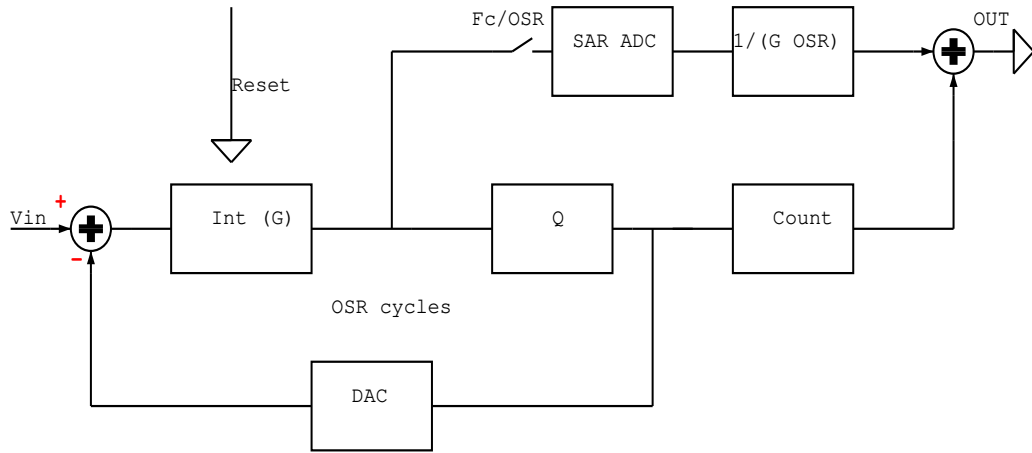 Fc/OSR
OUT
SAR ADC
1/(G OSR)
Reset
+
Vin
Int (G)
Q
Count
-
OSR cycles
DAC